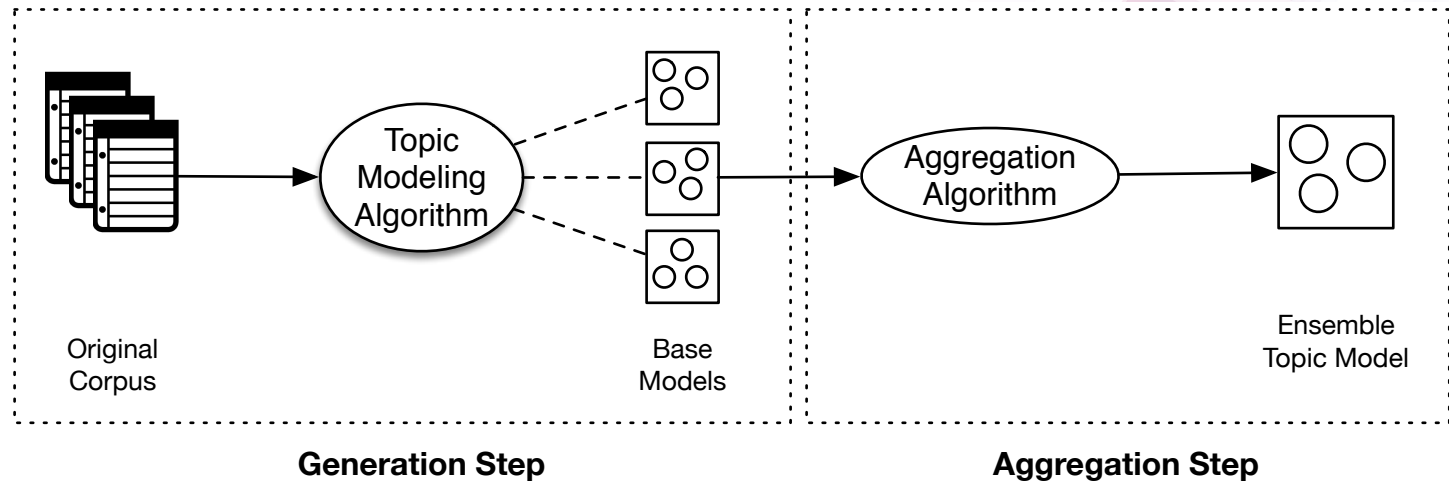 Topic
Modeling
Algorithm
Aggregation
Algorithm
Original
Corpus
Base
Models
Ensemble
Topic Model
Generation Step
Aggregation Step